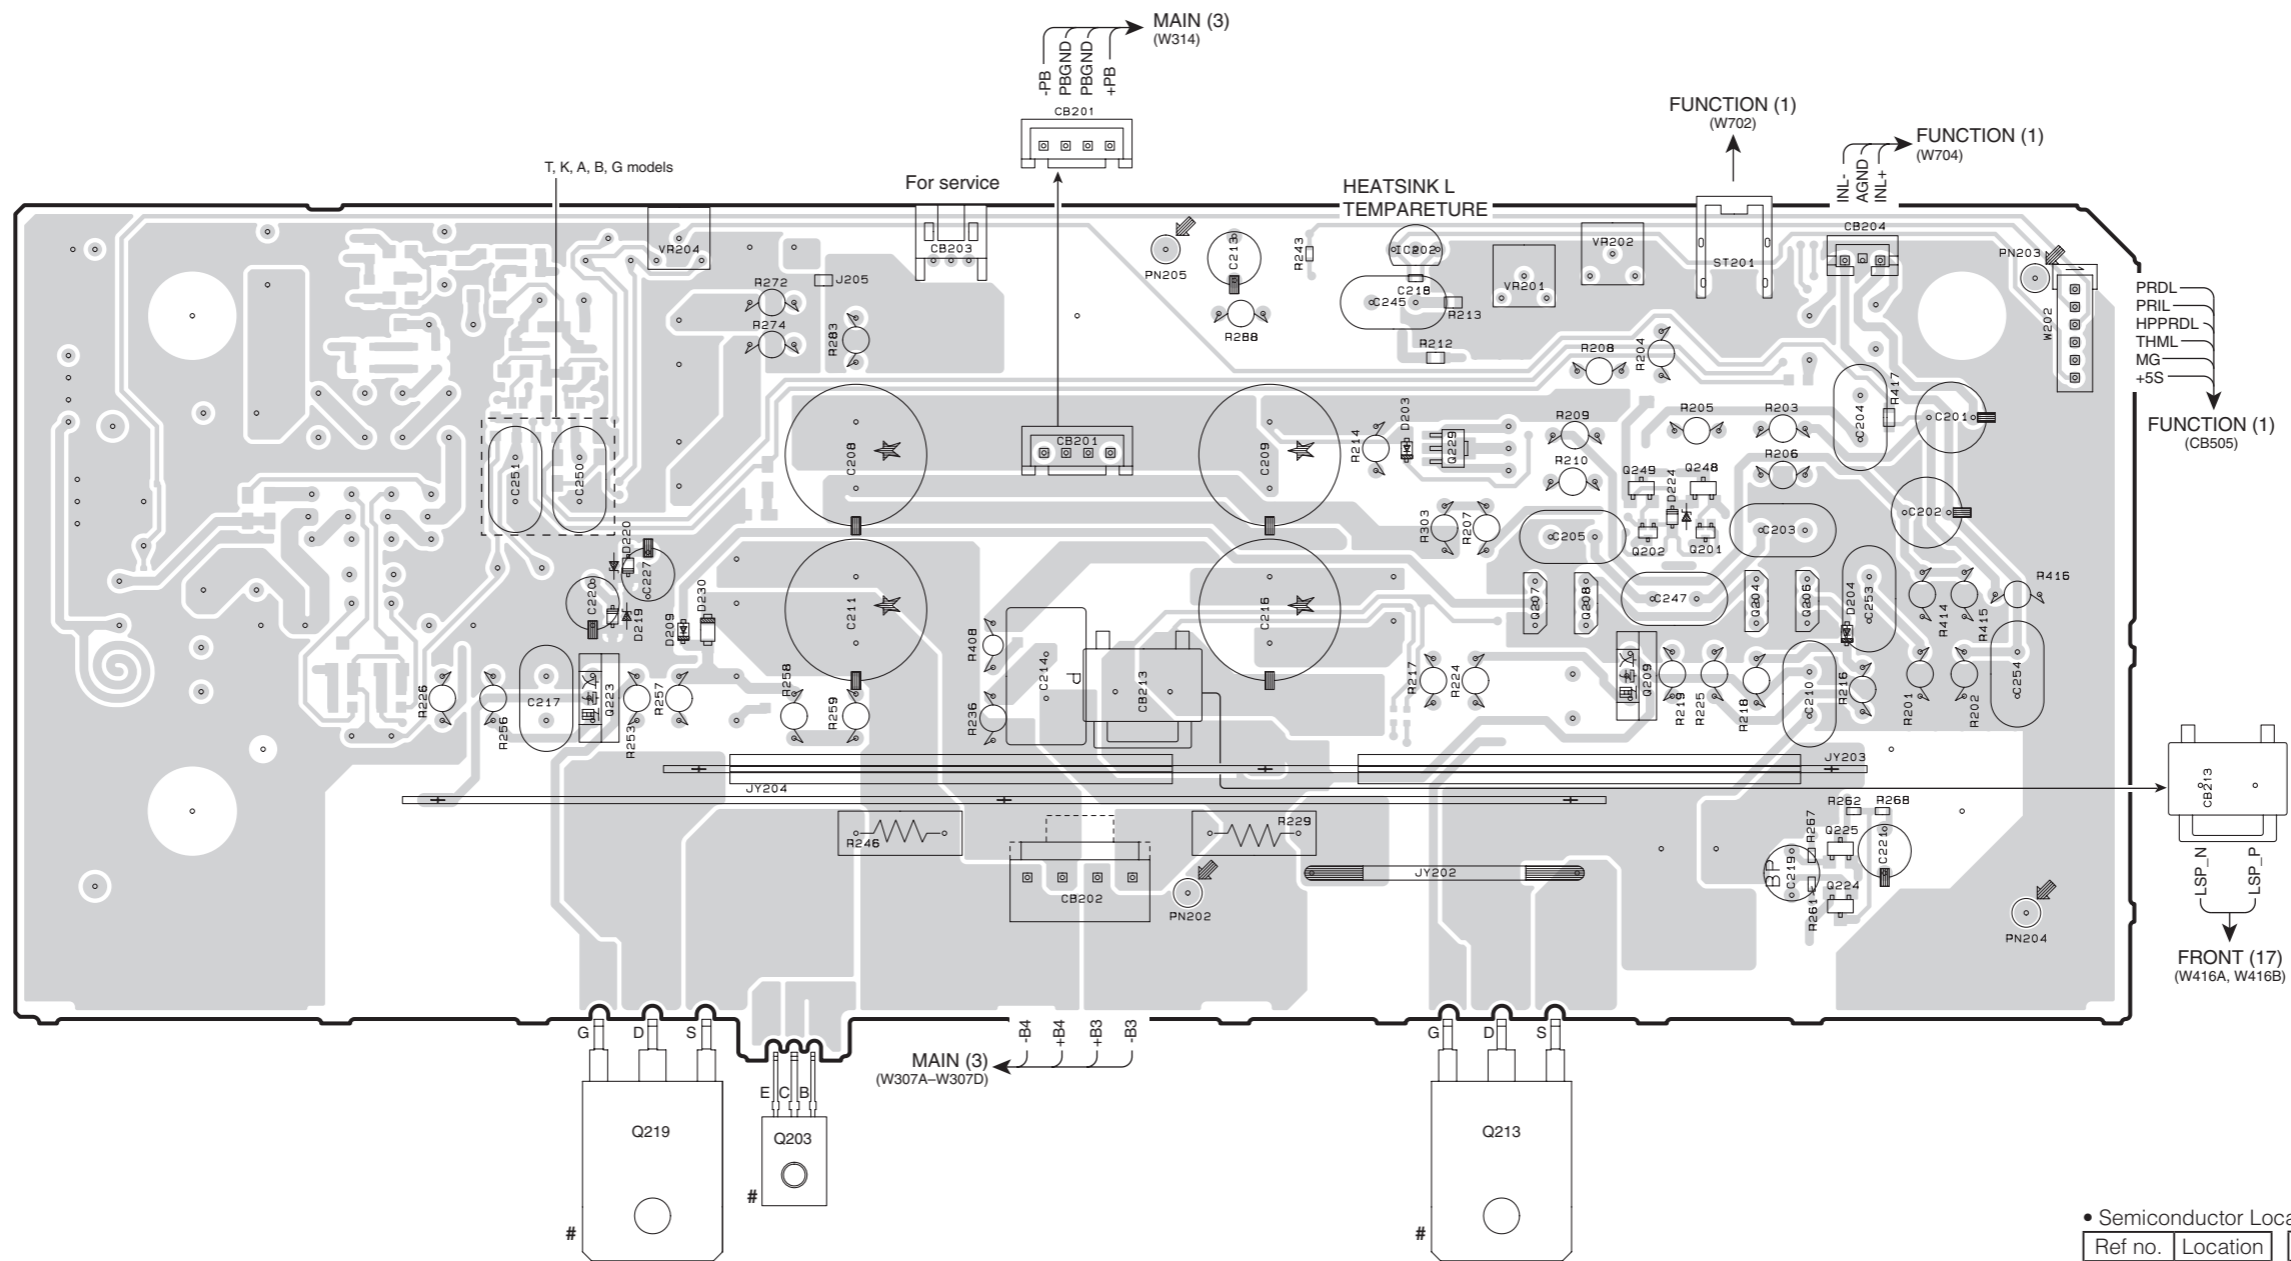 MAIN (3)
(W314)
-PB
PBGND
PBGND
+PB
CB201
FUNCTION (1)
(W702)
FUNCTION (1)
(W704)
INL-
AGND
INL+
T, K, A, B, G models
For service
HEATSINK L
TEMPARETURE
VR204
CB203
PN205
C213
R243
IC202
VR202
ST201
CB204
PN203
R272
J205
C218
C245
R213
VR201
W202
PRDL
PRIL
HPPRDL
THML
MG
+5S
FUNCTION (1)
(CB505)
R274
R283
R288
R212
R208
R204
C204
R417
C201
C251
C250
C208
CB201
C209
R214
D203
Q229
R209
R205
R203
R210
Q249
Q248
D224
R206
C202
R303
R207
C205
Q202
Q201
C203
D220
C227
C220
D219
D209
D230
C211
C216
Q207
Q208
C247
Q204
Q206
D204
C253
R414
R415
R416
R408
C214
P
CB213
R217
R224
R226
R256
C217
Q223
R253
R257
R258
R259
R236
Q209
R219
R225
R218
C210
R216
R201
R202
C254
JY203
JY204
CB213
R246
R229
R262
R268
R267
Q225
C221
BP
C219
Q224
R261
JY202
CB202
PN202
PN204
LSP_N
LSP_P
FRONT (17)
(W416A, W416B)
G
D
S
-B4
+B4
+B3
-B3
G
D
S
MAIN (3)
(W307A–W307D)
E
C
B
Q219
Q203
Q213
#
#
#
• Semiconductor Loca
Ref no. Location